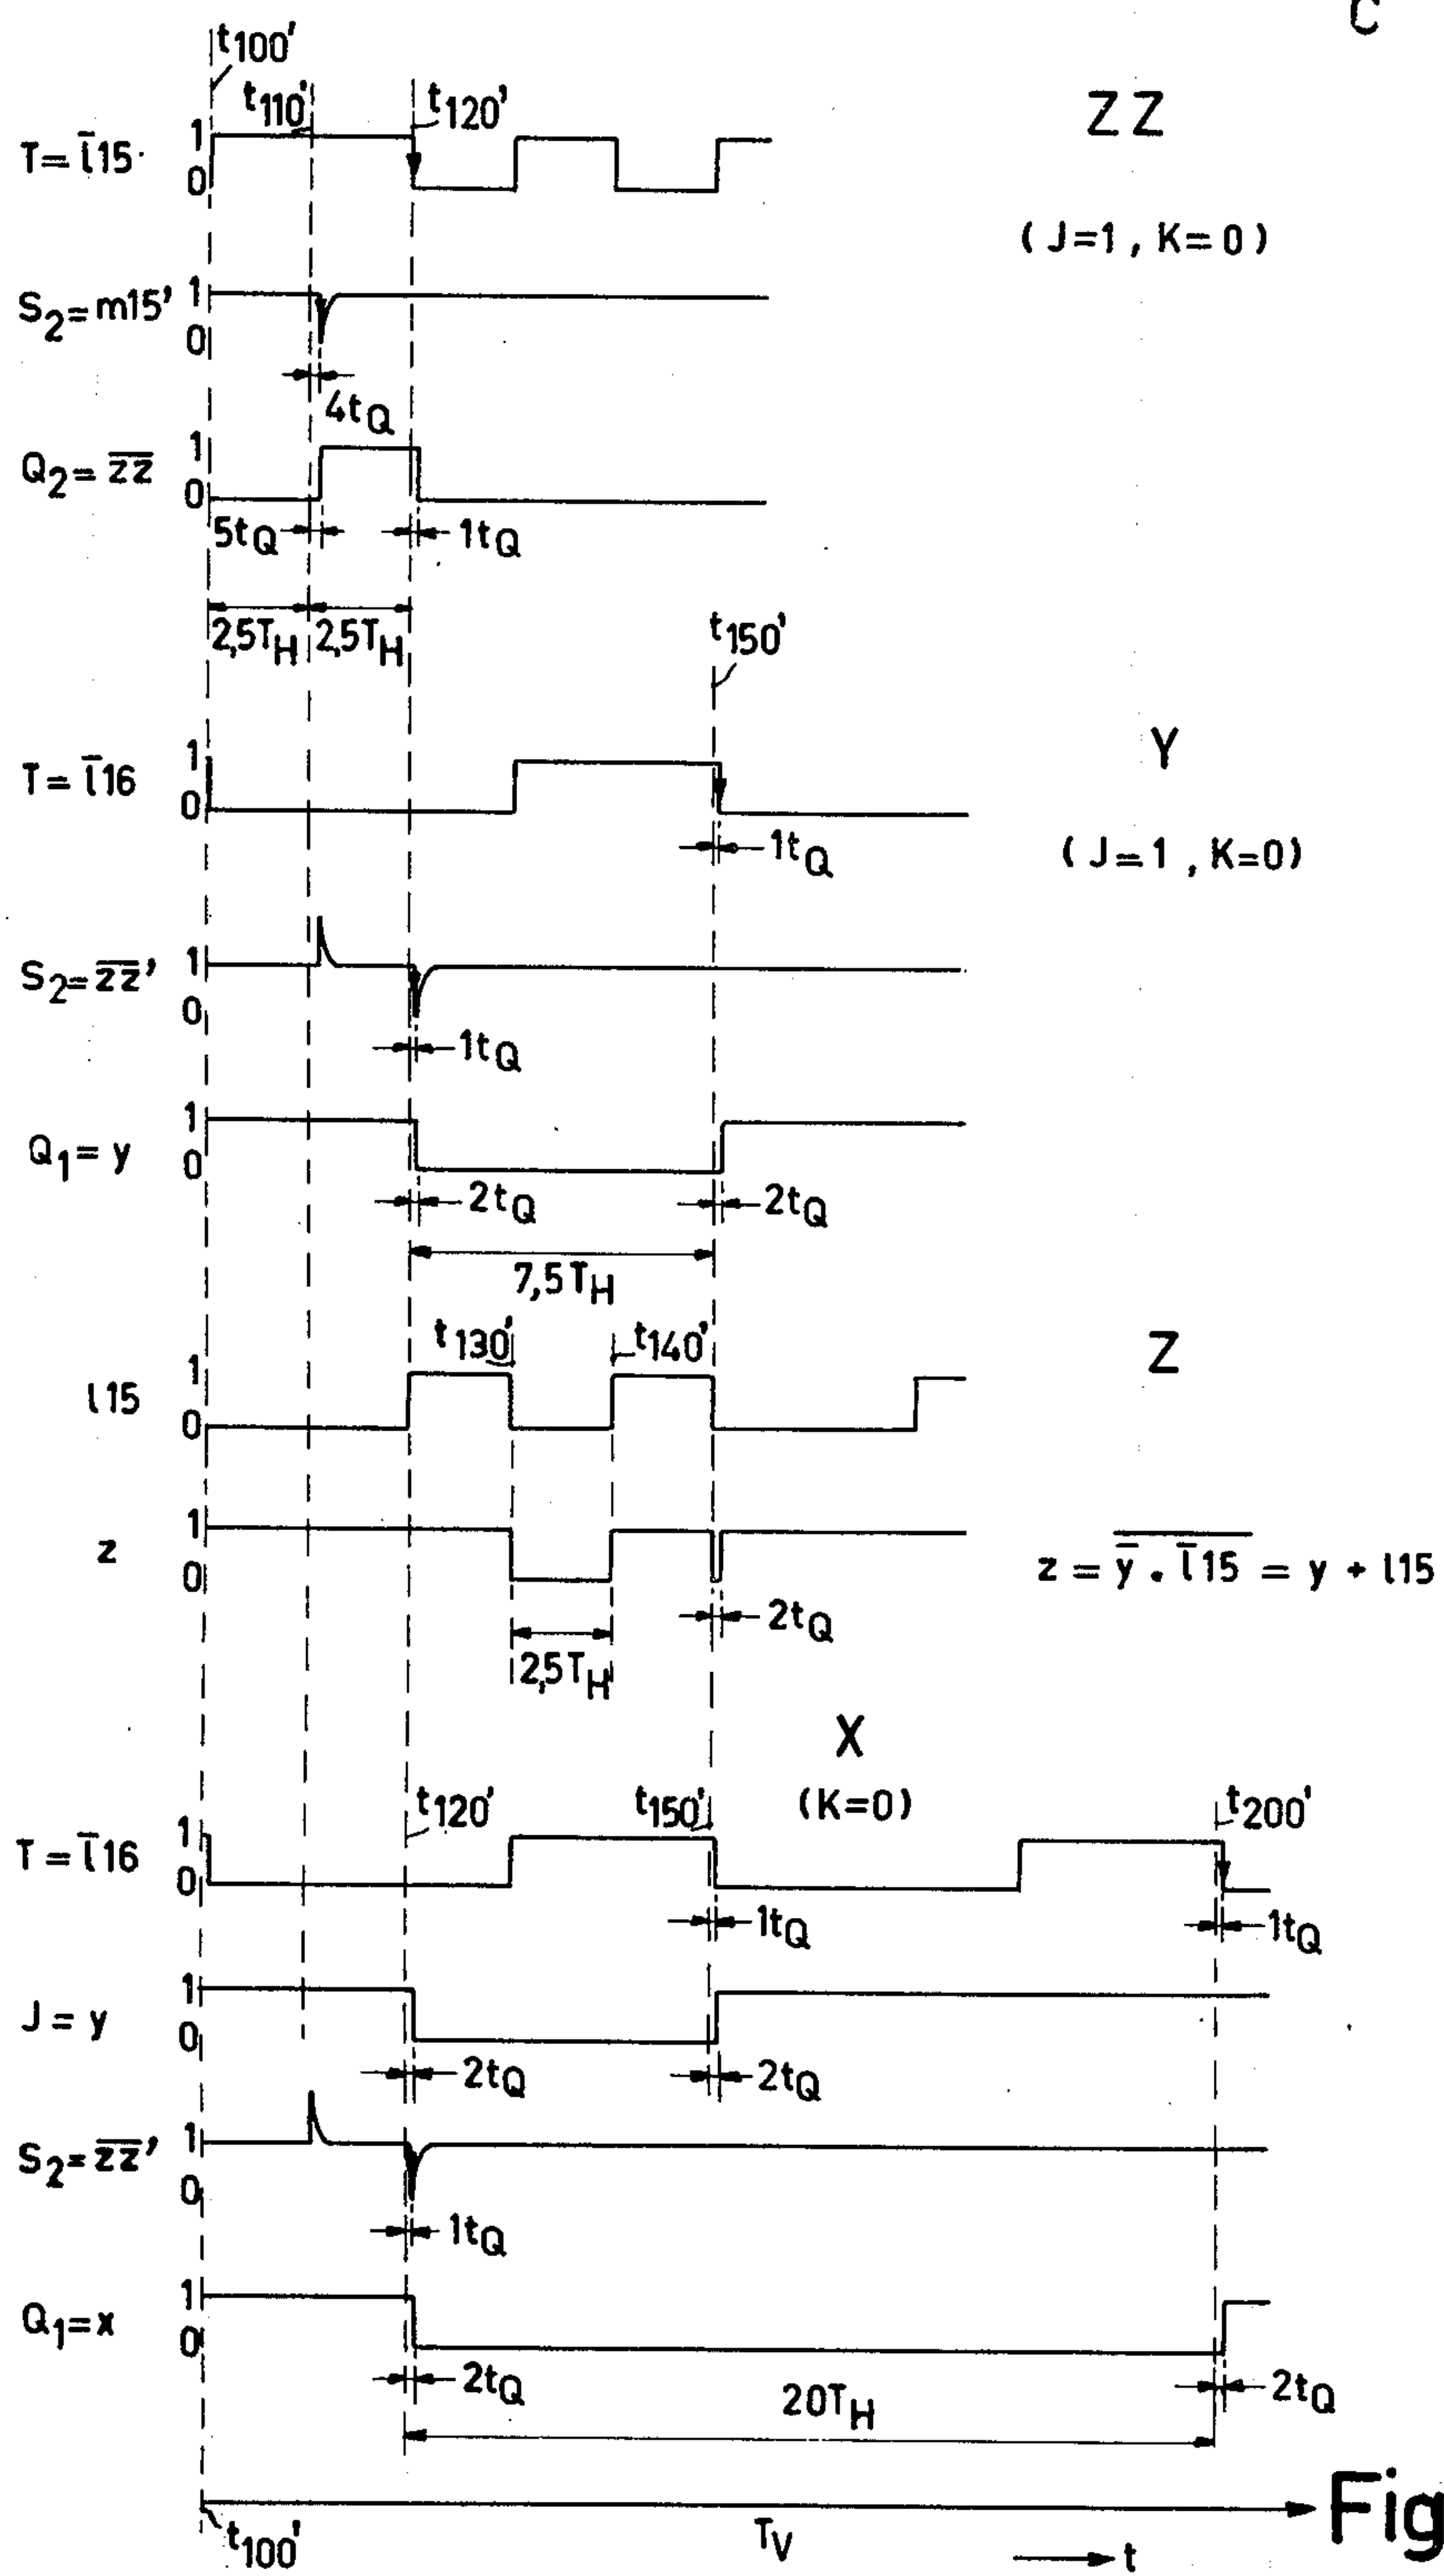 C
t100'
t110' t120'
ZZ
T= l̅15
1
0
(J=1, K=0)
S2=m15' 1
0
4tQ
Q2= z̅z̅ 1
0
5tQ 1tQ
2,5TH 2,5TH
t150'
Y
T= l̅16 1
0
1tQ
(J=1, K=0)
S2=z̅z̅' 1
0
1tQ
Q1= y 1
0
2tQ 2tQ
7,5TH
t130' t140'
Z
l15 1
0
z 1
0
z = \overline{y̅ . l̅15} = y + l15
2tQ
2,5TH
X
t120' t150' (K=0) t200'
T= l̅16 1
0
1tQ 1tQ
J= y 1
0
2tQ 2tQ
S2=z̅z̅' 1
0
1tQ
Q1=x 1
0
2tQ 20TH 2tQ
Fig
t100' TV t